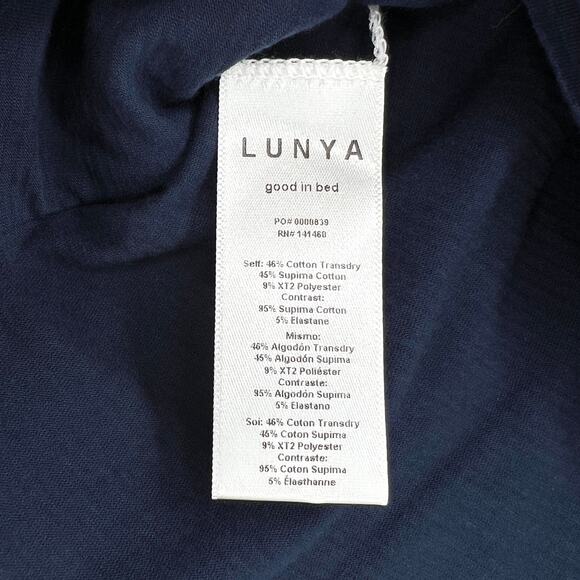 LUNYA
good in bed
PO# 0000839
RN# 141460
Self: 46% Cotton Transdry
45% Supima Cotton
9% XT2 Polyester
Contrast:
95% Supima Cotton
5% Elastane
Mismo:
46% Algodón Transdry
45% Algodón Supima
9% XT2 Poliéster
Contraste:
95% Algodón Supima
5% Elastano
Soi: 46% Coton Transdry
45% Coton Supima
9% XT2 Polyester
Contraste:
95% Coton Supima
5% Élasthanne